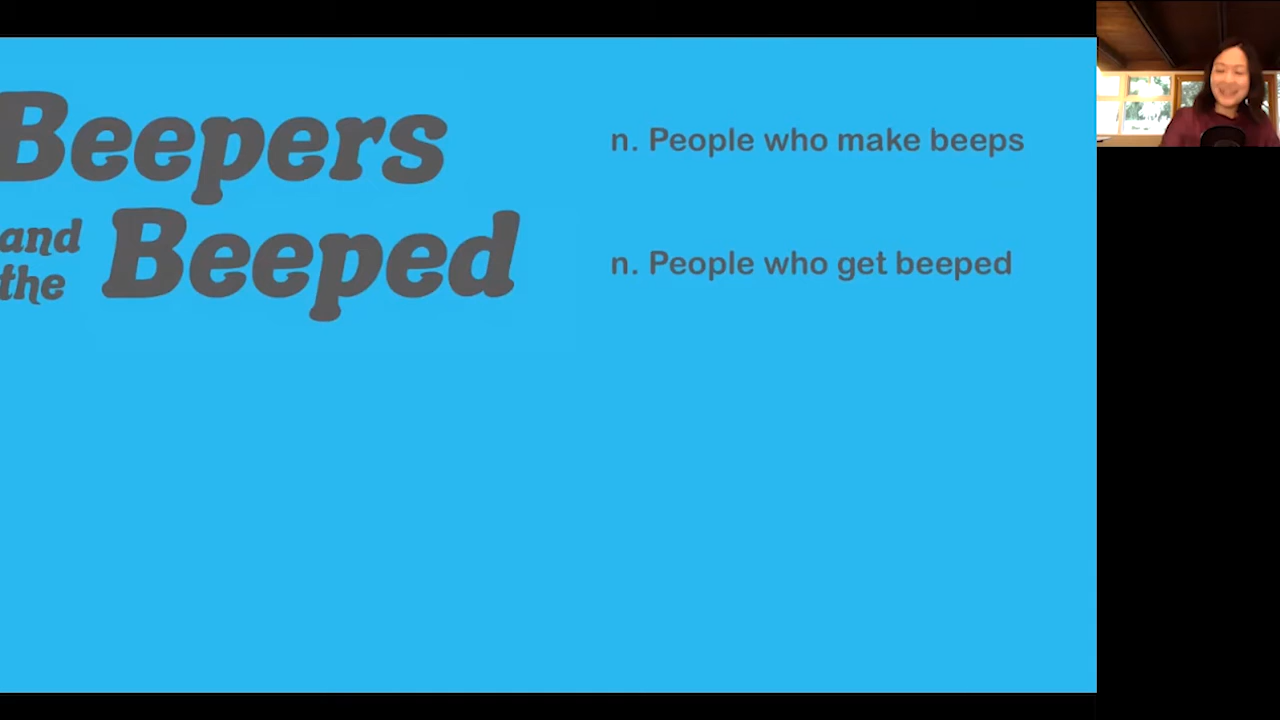 Beepers
n. People who make beeps
and
the
Beeped
n. People who get beeped